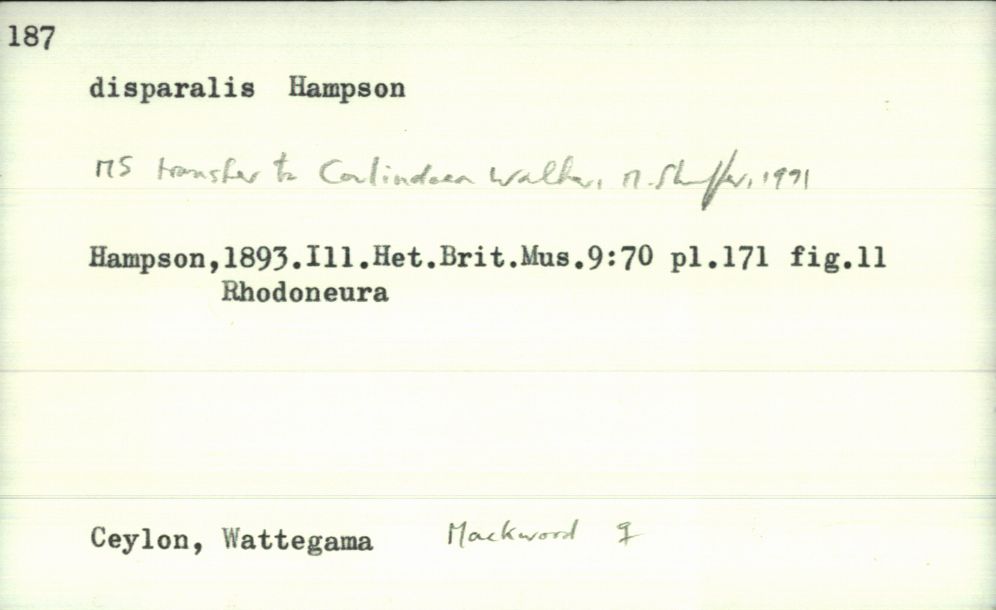 187
disparalis Hampson
MS transfer to Coulindaea Walker, M. Shaffer, 1991
Hampson,1893.Ill.Het.Brit.Mus.9:70 pl.171 fig.11
Rhodoneura
Ceylon, Wattegama Mackwood ♀